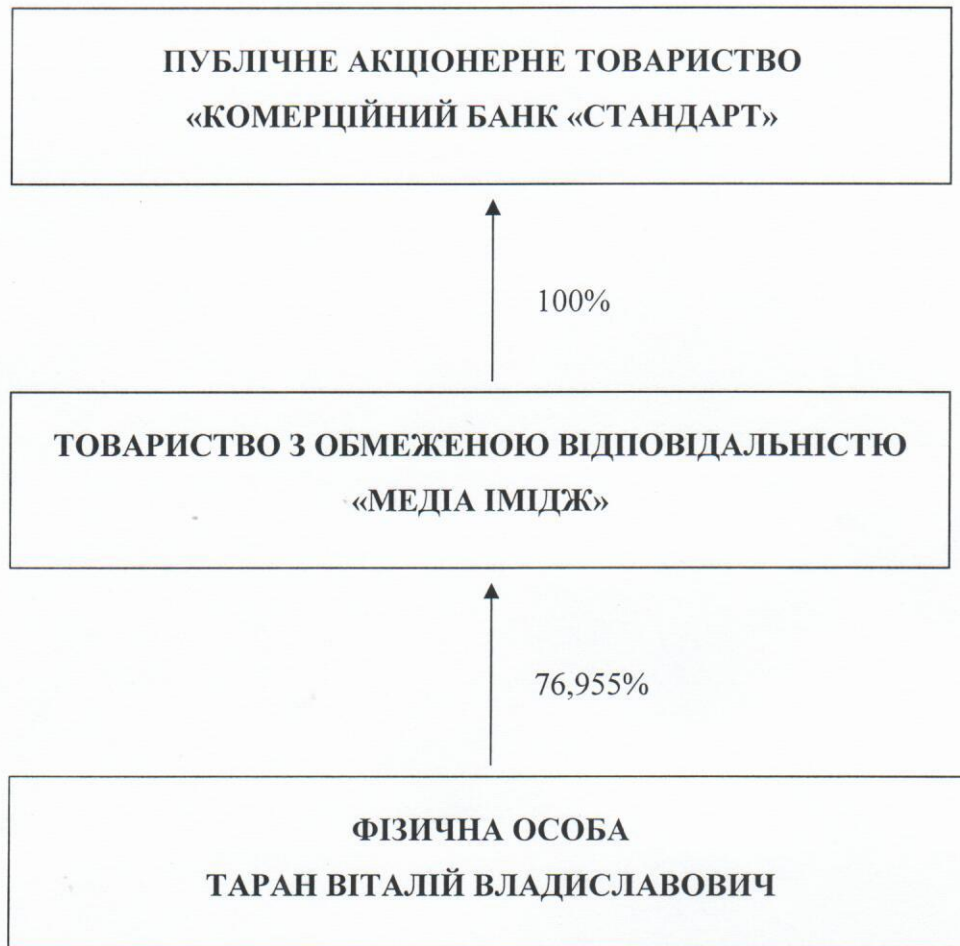 ПУБЛІЧНЕ АКЦІОНЕРНЕ ТОВАРИСТВО
«КОМЕРЦІЙНИЙ БАНК «СТАНДАРТ»
100%
ТОВАРИСТВО З ОБМЕЖЕНОЮ ВІДПОВІДАЛЬНІСТЮ
«МЕДІА ІМІДЖ»
76,955%
ФІЗИЧНА ОСОБА
ТАРАН ВІТАЛІЙ ВЛАДИСЛАВОВИЧ